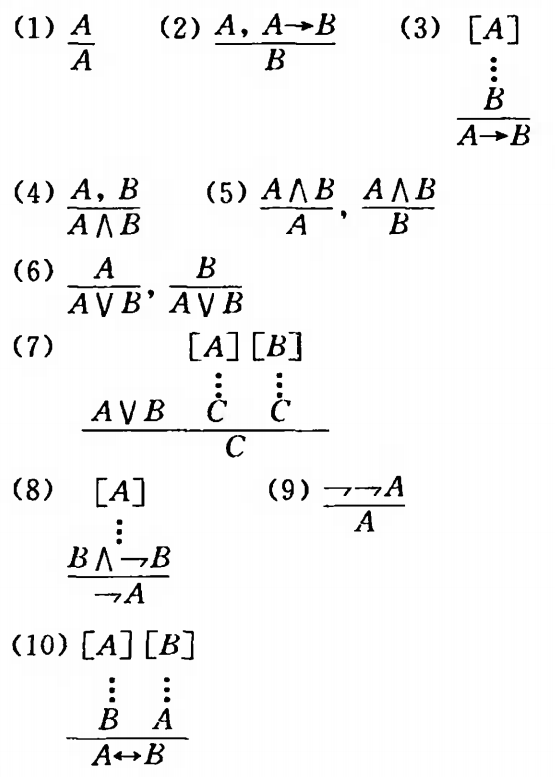 (1) A (2) A, A→B (3) [A]
A B ⋮
B
A→B
(4) A, B (5) A∧B , A∧B
A∧B A B
(6) A , B
A∨B A∨B
(7) [A] [B]
⋮ ⋮
A∨B C C
C
(8) [A] (9) ¬¬A
⋮ A
B∧¬B
¬A
(10) [A] [B]
⋮ ⋮
B A
A↔B